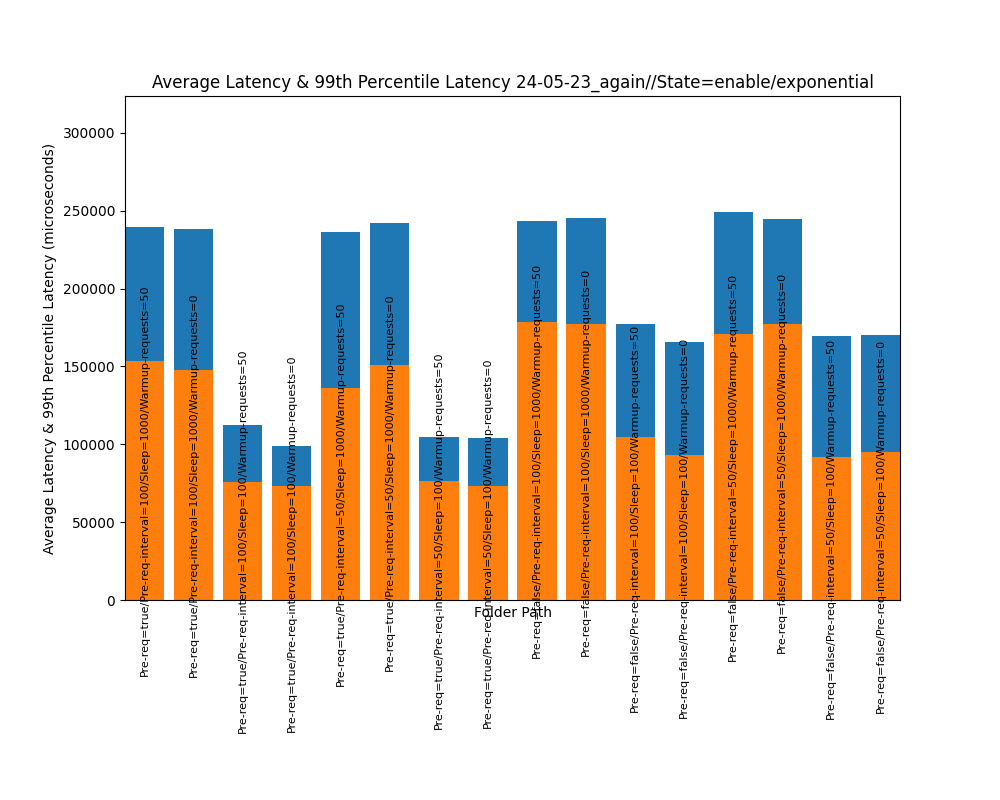 Average Latency & 99th Percentile Latency 24-05-23_again//State=enable/exponential
Average Latency & 99th Percentile Latency (microseconds)
300000
250000
200000
150000
100000
50000
0
Pre-req=true/Pre-req-interval=100/Sleep=1000/Warmup-requests=50
Pre-req=true/Pre-req-interval=100/Sleep=1000/Warmup-requests=0
Pre-req=true/Pre-req-interval=100/Sleep=100/Warmup-requests=50
Pre-req=true/Pre-req-interval=100/Sleep=100/Warmup-requests=0
Pre-req=true/Pre-req-interval=50/Sleep=1000/Warmup-requests=50
Pre-req=true/Pre-req-interval=50/Sleep=1000/Warmup-requests=0
Pre-req=true/Pre-req-interval=50/Sleep=100/Warmup-requests=50
Pre-req=true/Pre-req-interval=50/Sleep=100/Warmup-requests=0
Pre-req=false/Pre-req-interval=100/Sleep=1000/Warmup-requests=50
Pre-req=false/Pre-req-interval=100/Sleep=1000/Warmup-requests=0
Pre-req=false/Pre-req-interval=100/Sleep=100/Warmup-requests=50
Pre-req=false/Pre-req-interval=100/Sleep=100/Warmup-requests=0
Pre-req=false/Pre-req-interval=50/Sleep=1000/Warmup-requests=50
Pre-req=false/Pre-req-interval=50/Sleep=1000/Warmup-requests=0
Pre-req=false/Pre-req-interval=50/Sleep=100/Warmup-requests=50
Pre-req=false/Pre-req-interval=50/Sleep=100/Warmup-requests=0
Folder Path